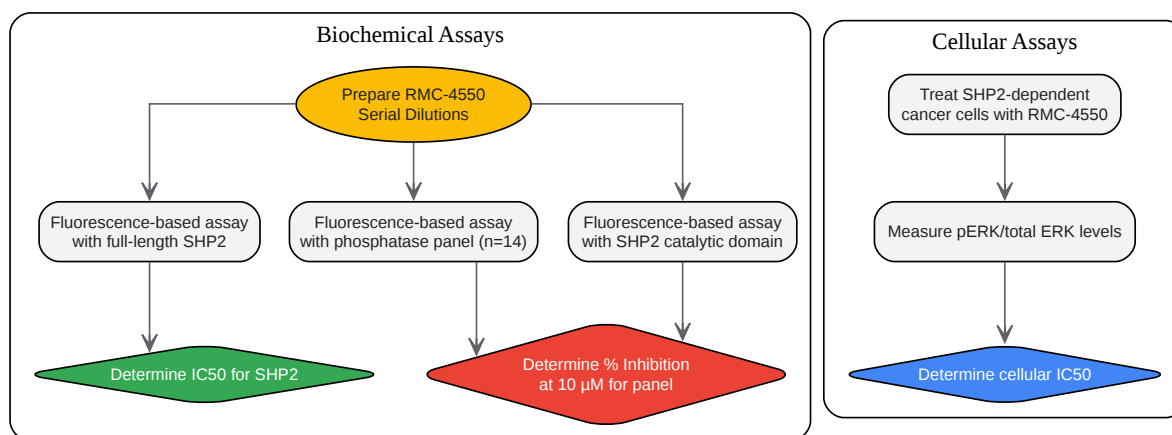 Biochemical Assays
Prepare RMC-4550
Serial Dilutions
Fluorescence-based assay
with full-length SHP2
Fluorescence-based assay
with phosphatase panel (n=14)
Fluorescence-based assay
with SHP2 catalytic domain
Determine IC50 for SHP2
Determine % Inhibition
at 10 µM for panel
Cellular Assays
Treat SHP2-dependent
cancer cells with RMC-4550
Measure pERK/total ERK levels
Determine cellular IC50